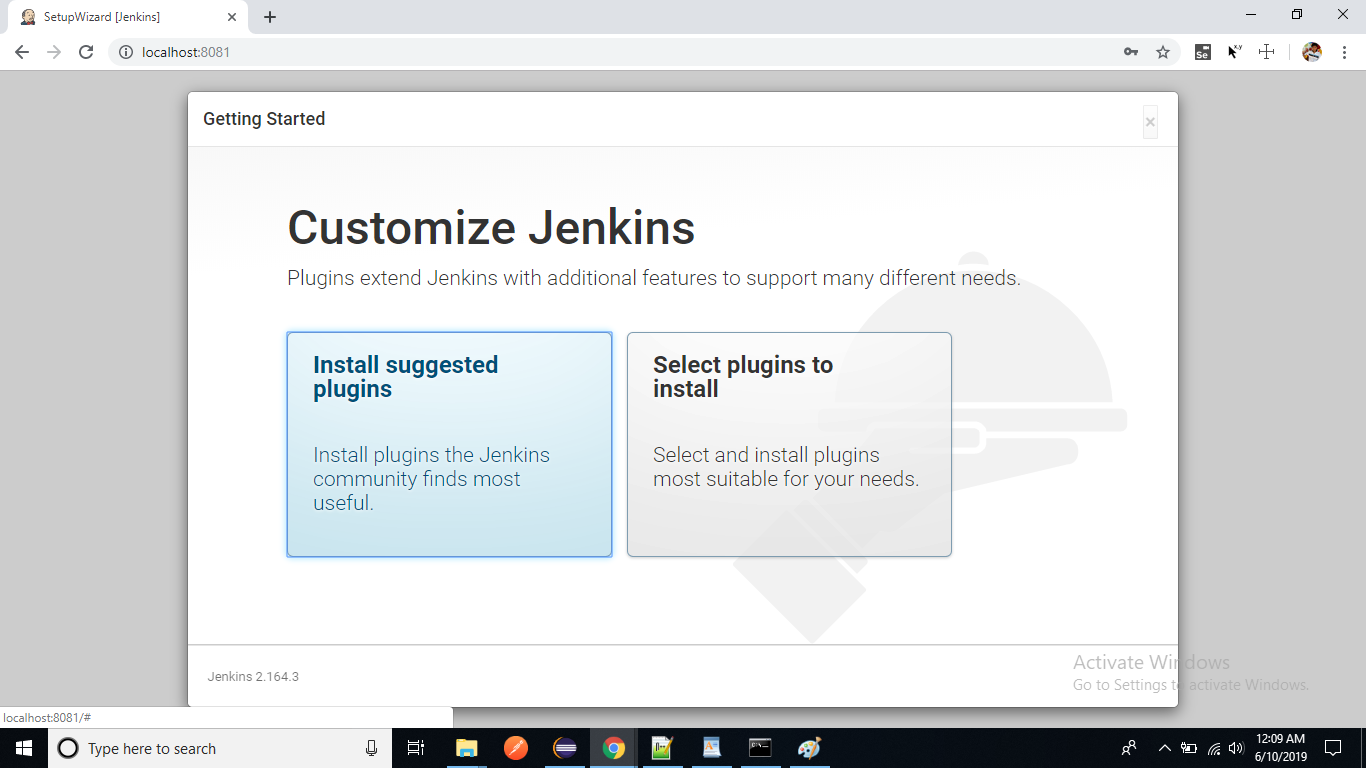 SetupWizard [Jenkins]
localhost:8081
Se
x,y
Getting Started
Customize Jenkins
Plugins extend Jenkins with additional features to support many different needs.
Install suggested
plugins
Install plugins the Jenkins
community finds most
useful.
Select plugins to
install
Select and install plugins
most suitable for your needs.
Jenkins 2.164.3
Activate Windows
Go to Settings to activate Windows.
localhost:8081/#
Type here to search
12:09 AM
6/10/2019